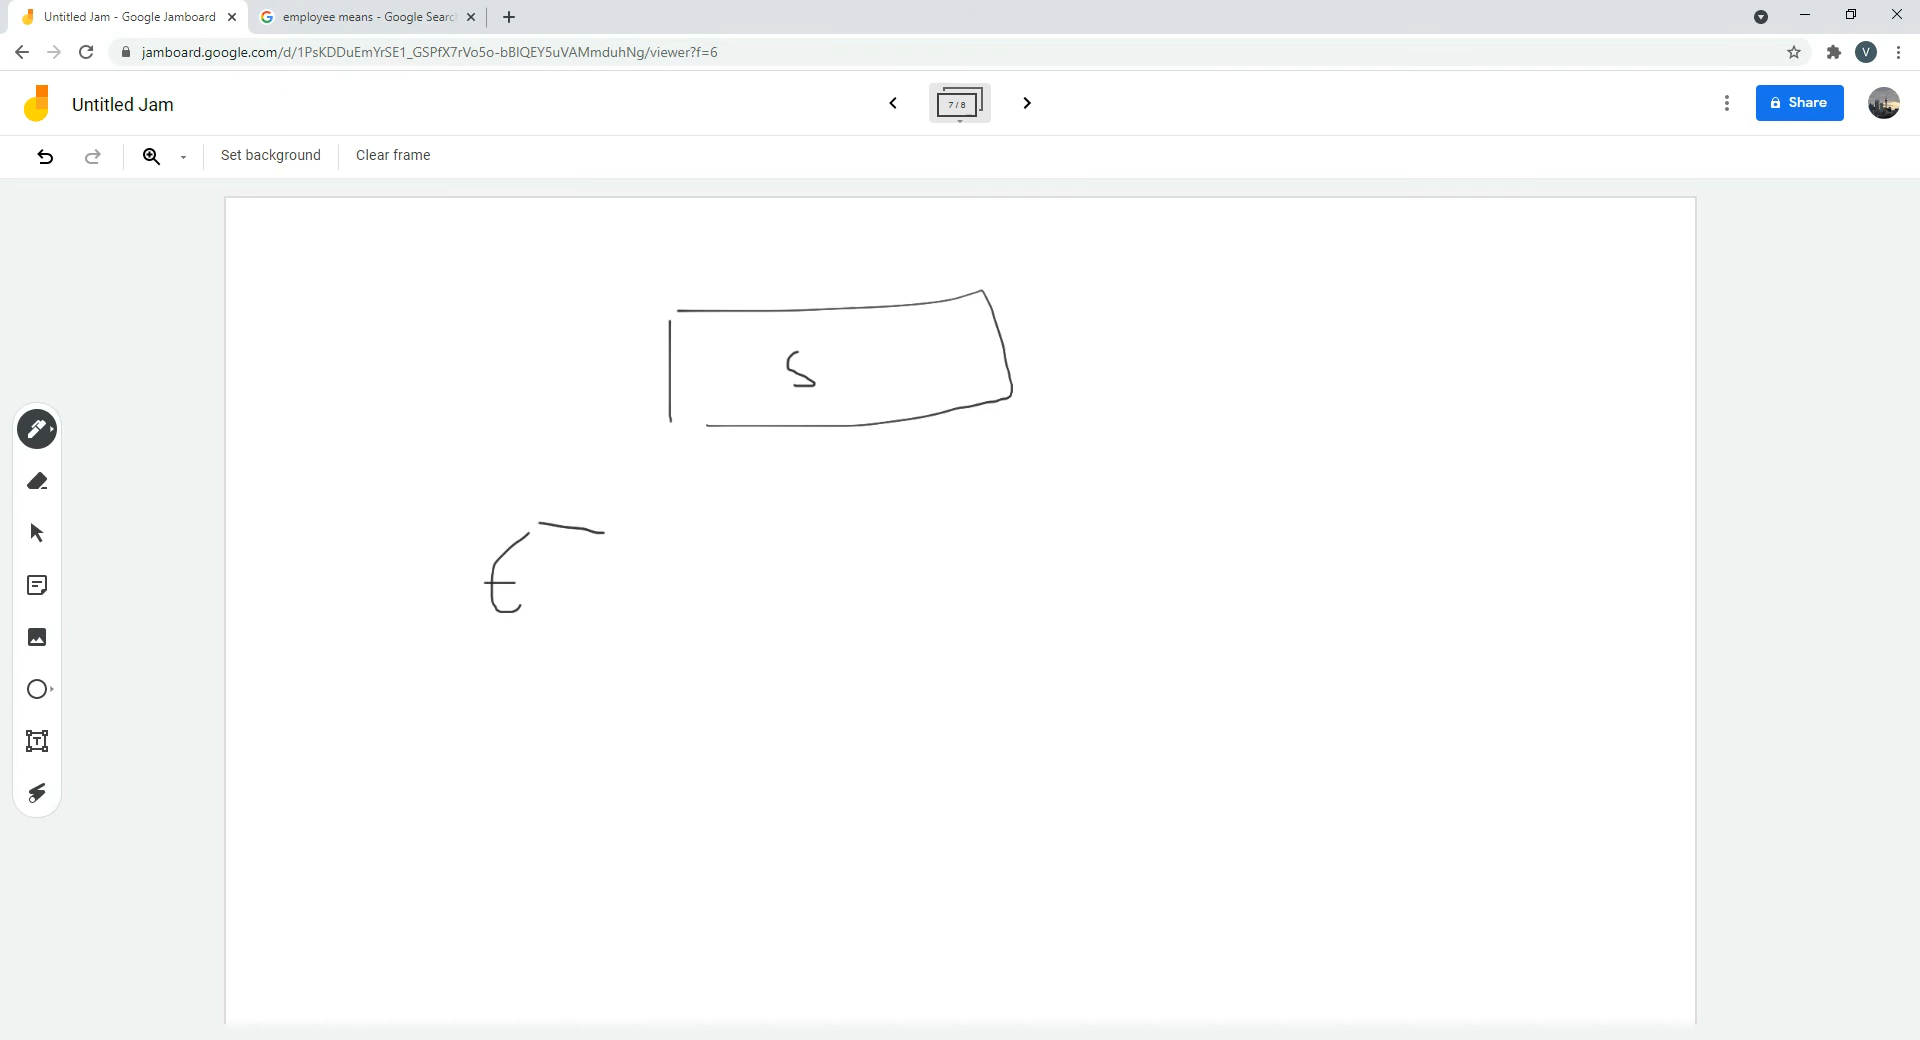 Untitled Jam - Google Jamboard
employee means - Google Searc
jamboard.google.com/d/1PsKDDuEmYrSE1_GSPfX7rVo5o-bBIQEY5uVAMmduhNg/viewer?f=6
V
Untitled Jam
7 / 8
Share
Set background
Clear frame
S